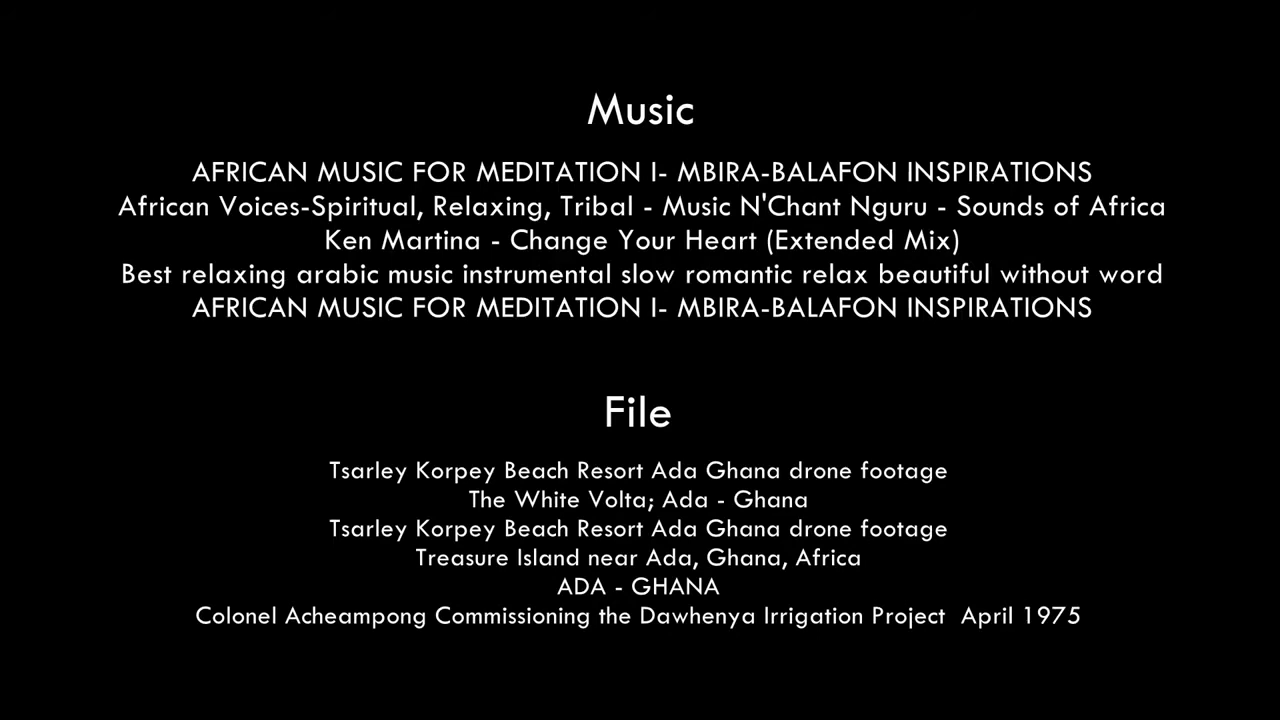 Music
AFRICAN MUSIC FOR MEDITATION I- MBIRA-BALAFON INSPIRATIONS
African Voices-Spiritual, Relaxing, Tribal - Music N'Chant Nguru - Sounds of Africa
Ken Martina - Change Your Heart (Extended Mix)
Best relaxing arabic music instrumental slow romantic relax beautiful without word
AFRICAN MUSIC FOR MEDITATION I- MBIRA-BALAFON INSPIRATIONS
File
Tsarley Korpey Beach Resort Ada Ghana drone footage
The White Volta; Ada - Ghana
Tsarley Korpey Beach Resort Ada Ghana drone footage
Treasure Island near Ada, Ghana, Africa
ADA - GHANA
Colonel Acheampong Commissioning the Dawhenya Irrigation Project  April 1975